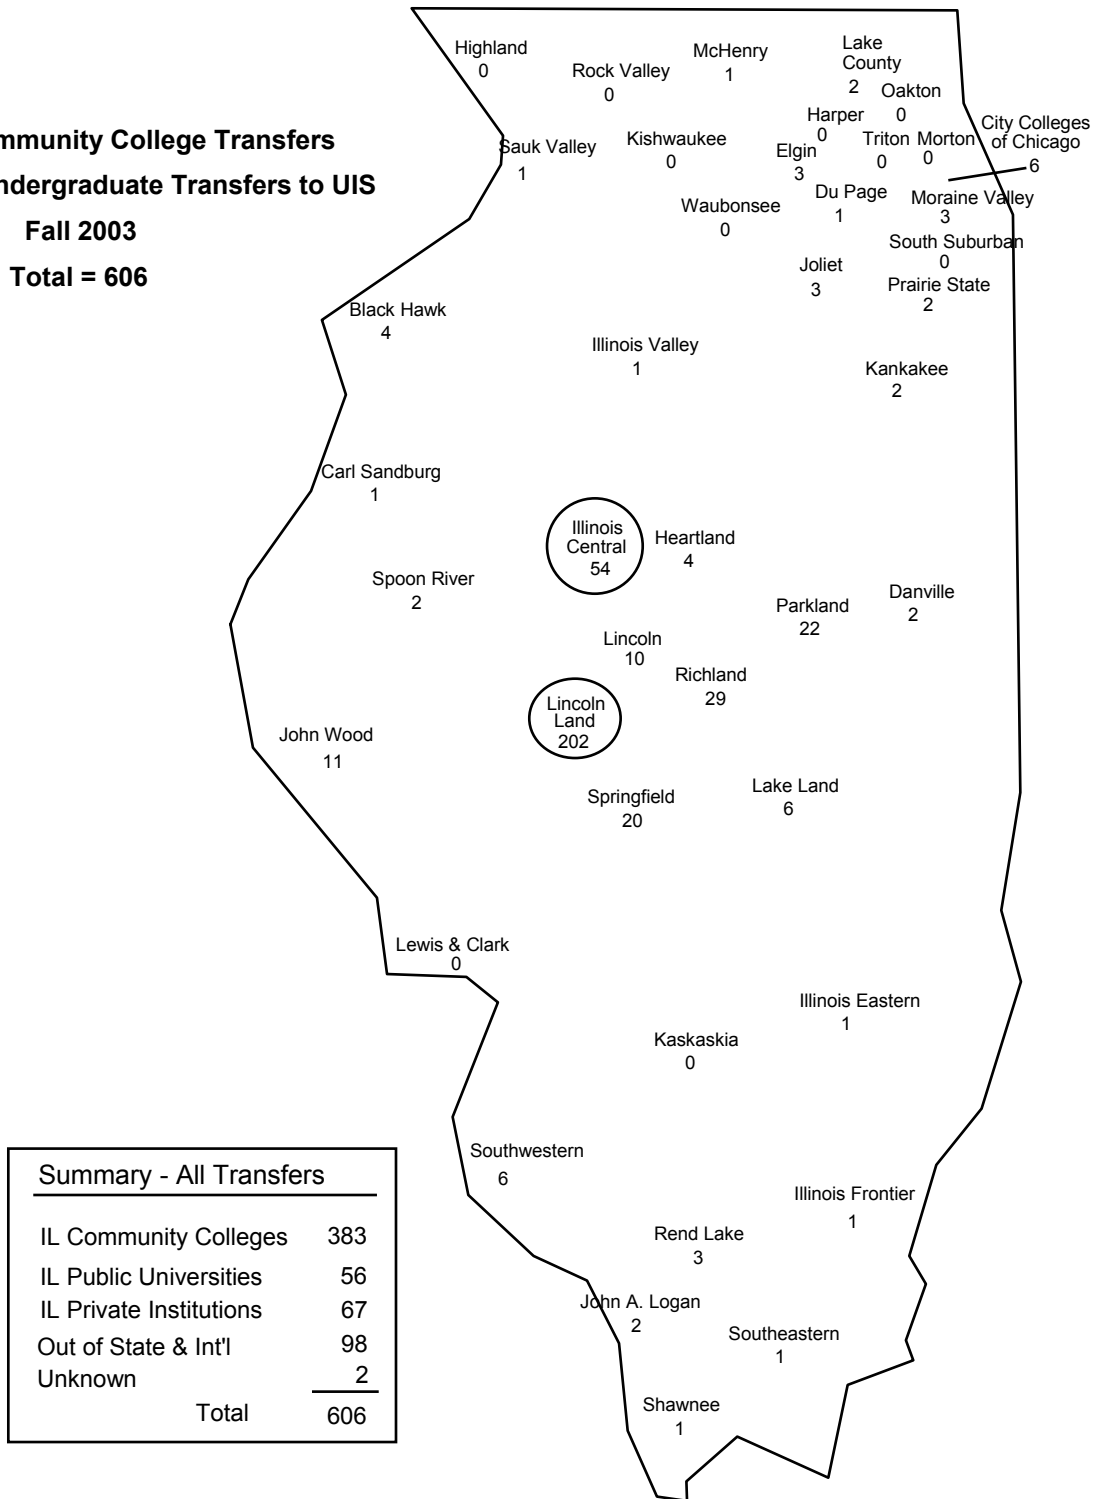 mmunity College Transfers
ndergraduate Transfers to UIS
Fall 2003
Total = 606
Highland
0
Rock Valley
0
McHenry
1
Lake
County
2
Oakton
0
Harper
0
City Colleges
of Chicago
6
Sauk Valley
1
Kishwaukee
0
Elgin
3
Triton
0
Morton
0
Waubonsee
0
Du Page
1
Moraine Valley
3
South Suburban
0
Joliet
3
Prairie State
2
Black Hawk
4
Illinois Valley
1
Kankakee
2
Carl Sandburg
1
Illinois
Central
54
Heartland
4
Spoon River
2
Parkland
22
Danville
2
Lincoln
10
Richland
29
Lincoln
Land
202
John Wood
11
Springfield
20
Lake Land
6
Lewis & Clark
0
Illinois Eastern
1
Kaskaskia
0
Southwestern
6
Illinois Frontier
1
Rend Lake
3
John A. Logan
2
Southeastern
1
Shawnee
1
Summary - All Transfers
IL Community Colleges 383
IL Public Universities 56
IL Private Institutions 67
Out of State & Int'l 98
Unknown 2
Total 606